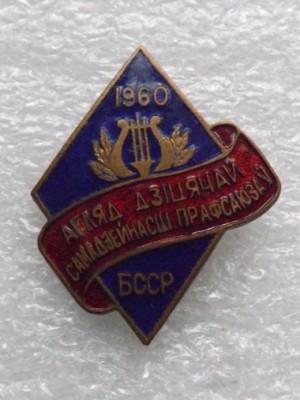 1960
АГЛЯД ДЗІЦЯЧАЙ
САМАДЗЕЙНАСЦІ ПРАФСАЮЗАЎ
БССР